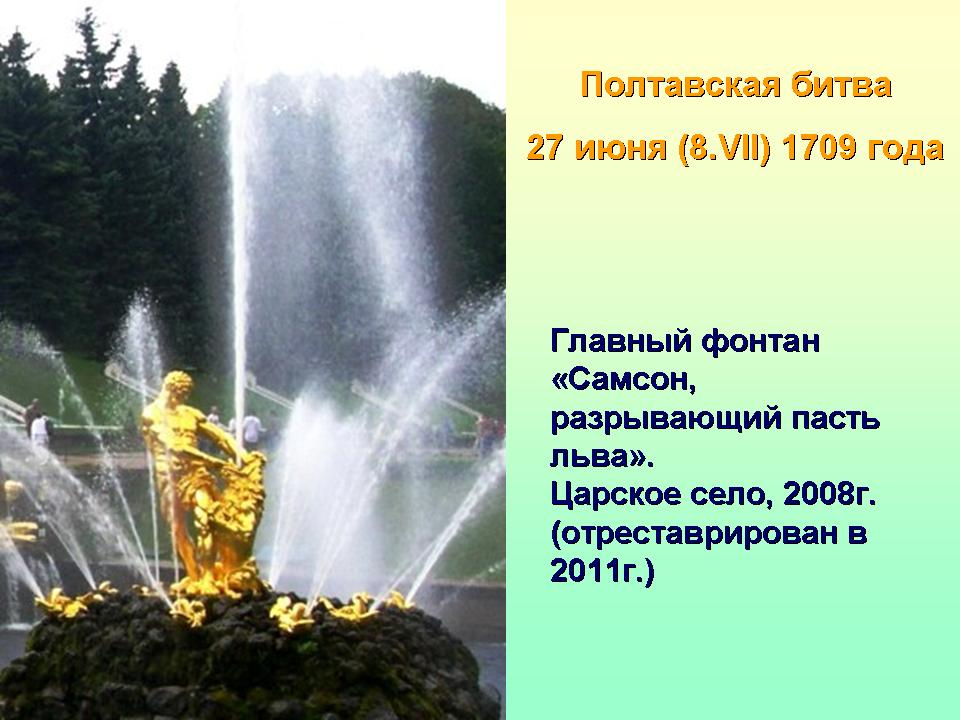 Полтавская битва
27 июня (8.VII) 1709 года
Главный фонтан
«Самсон,
разрывающий пасть
льва».
Царское село, 2008г.
(отреставрирован в
2011г.)